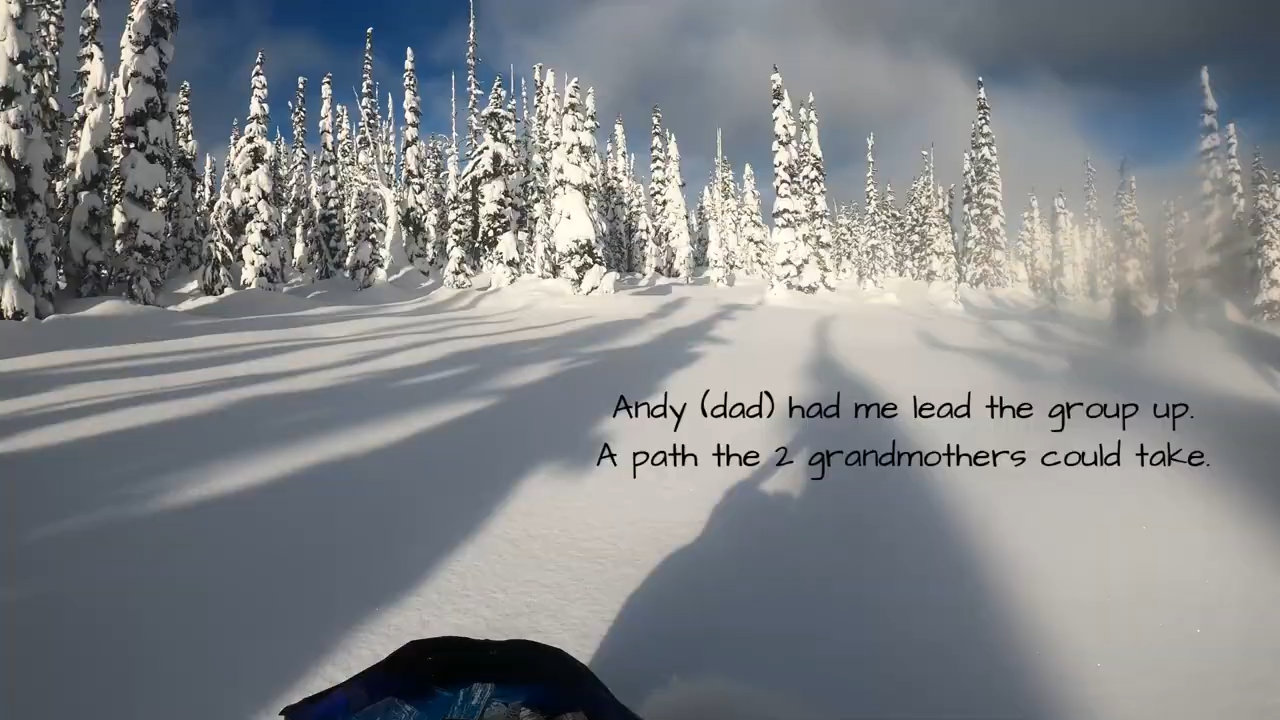 Andy (dad) had me lead the group up.
A path the 2 grandmothers could take.